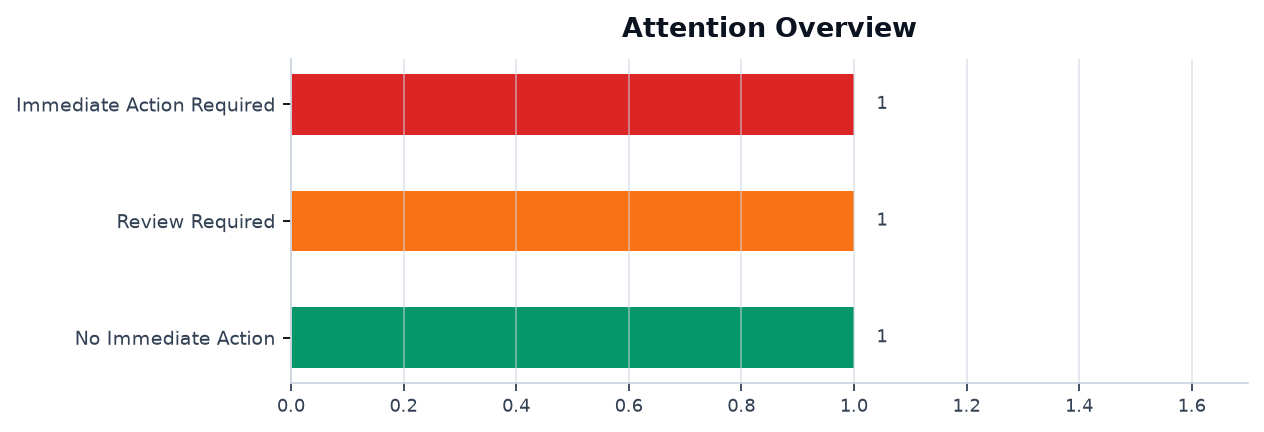 Attention Overview
Immediate Action Required
1
Review Required
1
No Immediate Action
1
0.0 0.2 0.4 0.6 0.8 1.0 1.2 1.4 1.6